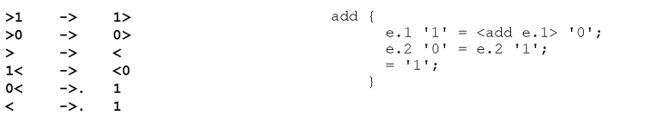 >1 -> 1>
>0 -> 0>
> -> <
1< -> <0
0< ->. 1
< ->. 1
add {
e.1 '1' = <add e.1> '0';
e.2 '0' = e.2 '1';
= '1';
}